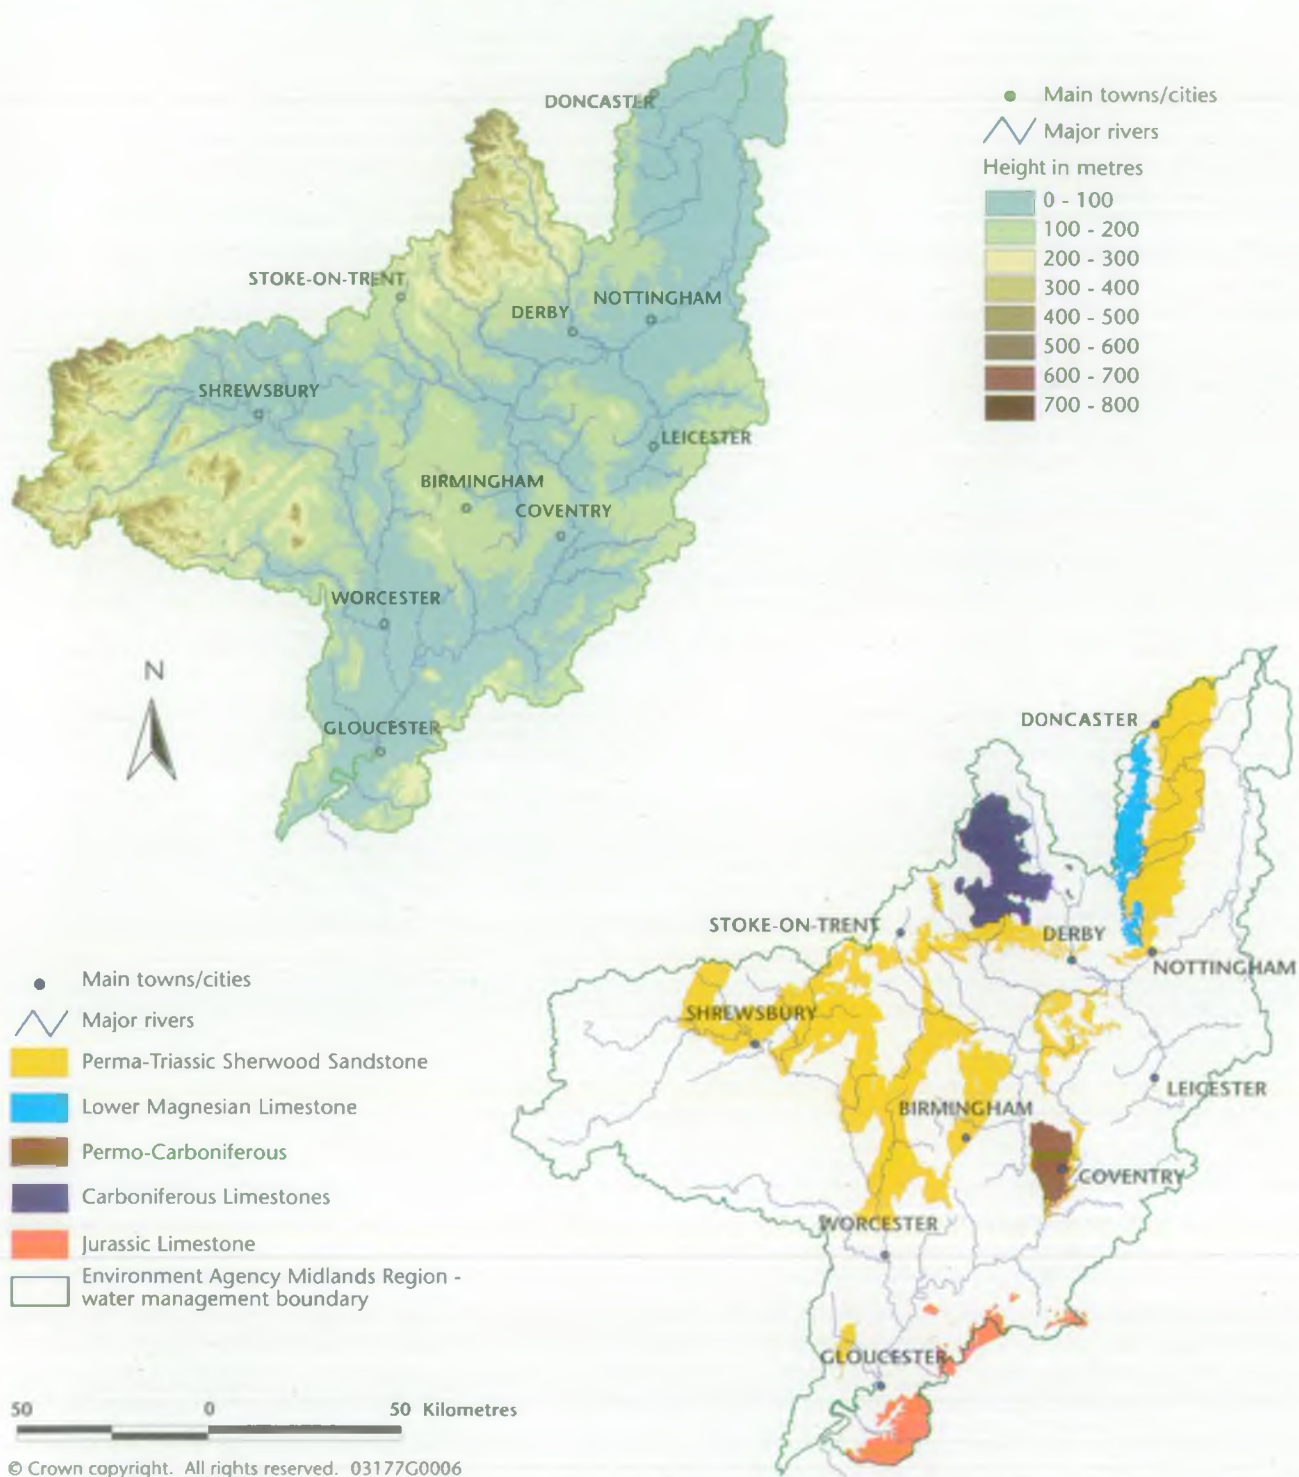 DONCASTER
STOKE-ON-TRENT
DERBY
NOTTINGHAM
SHREWSBURY
LEICESTER
BIRMINGHAM
COVENTRY
WORCESTER
GLOUCESTER
N
Main towns/cities
Major rivers
Height in metres
0 - 100
100 - 200
200 - 300
300 - 400
400 - 500
500 - 600
600 - 700
700 - 800
DONCASTER
STOKE-ON-TRENT
DERBY
NOTTINGHAM
SHREWSBURY
LEICESTER
BIRMINGHAM
COVENTRY
WORCESTER
GLOUCESTER
Main towns/cities
Major rivers
Perma-Triassic Sherwood Sandstone
Lower Magnesian Limestone
Permo-Carboniferous
Carboniferous Limestones
Jurassic Limestone
Environment Agency Midlands Region -
water management boundary
50 0 50 Kilometres
© Crown copyright. All rights reserved. 03177G0006